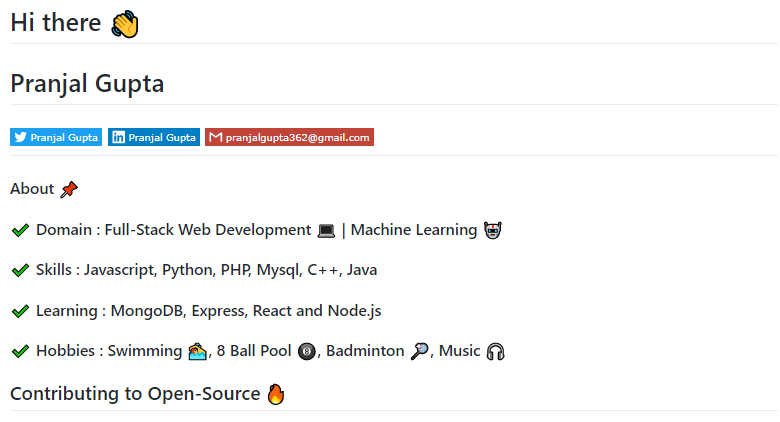 Hi there 👋
Pranjal Gupta
Pranjal Gupta Pranjal Gupta pranjalgupta362@gmail.com
About 📌
✔ Domain : Full-Stack Web Development 💻 | Machine Learning 🤖
✔ Skills : Javascript, Python, PHP, Mysql, C++, Java
✔ Learning : MongoDB, Express, React and Node.js
✔ Hobbies : Swimming 🏊, 8 Ball Pool 🎱, Badminton 🏸, Music 🎧
Contributing to Open-Source 🔥